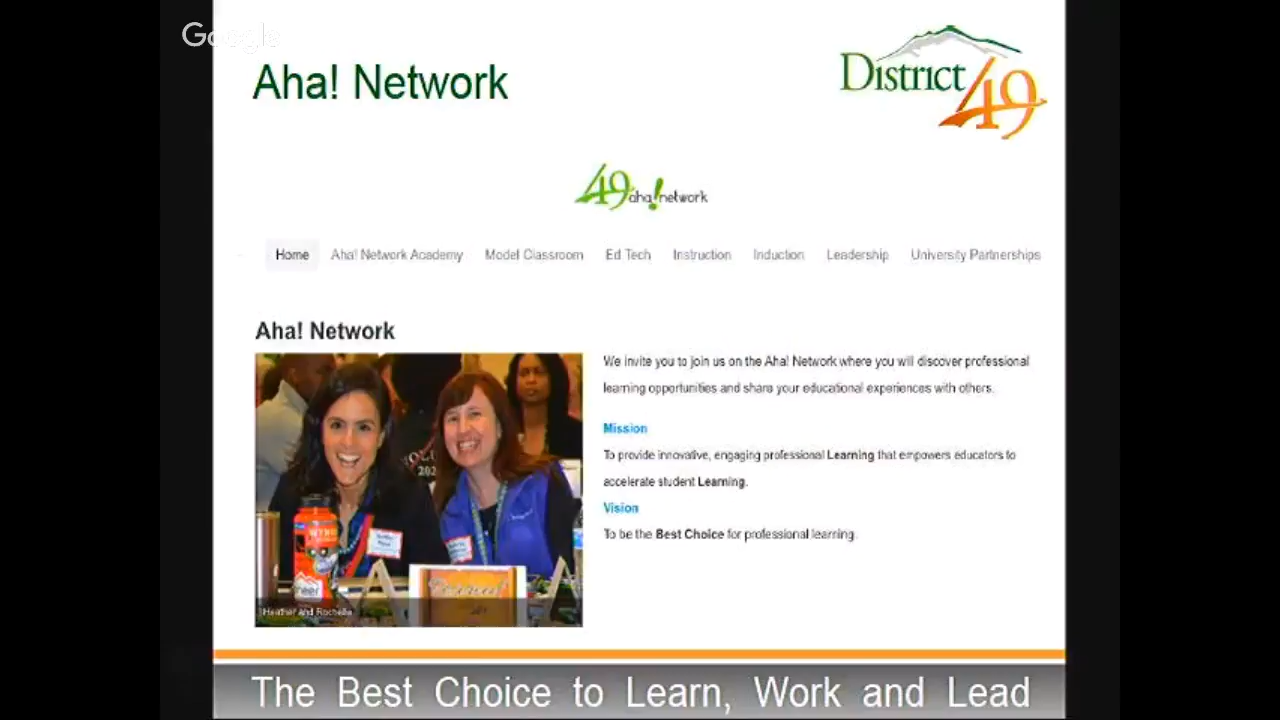 Google
Aha! Network
District 49
49 aha!network
Home Aha! Network Academy Model Classroom Ed Tech Instruction Induction Leadership University Partnerships
Aha! Network
We invite you to join us on the Aha! Network where you will discover professional
learning opportunities and share your educational experiences with others.
Mission
To provide innovative, engaging professional Learning that empowers educators to
accelerate student Learning.
Vision
To be the Best Choice for professional learning.
Heather and Rochelle
The Best Choice to Learn, Work and Lead